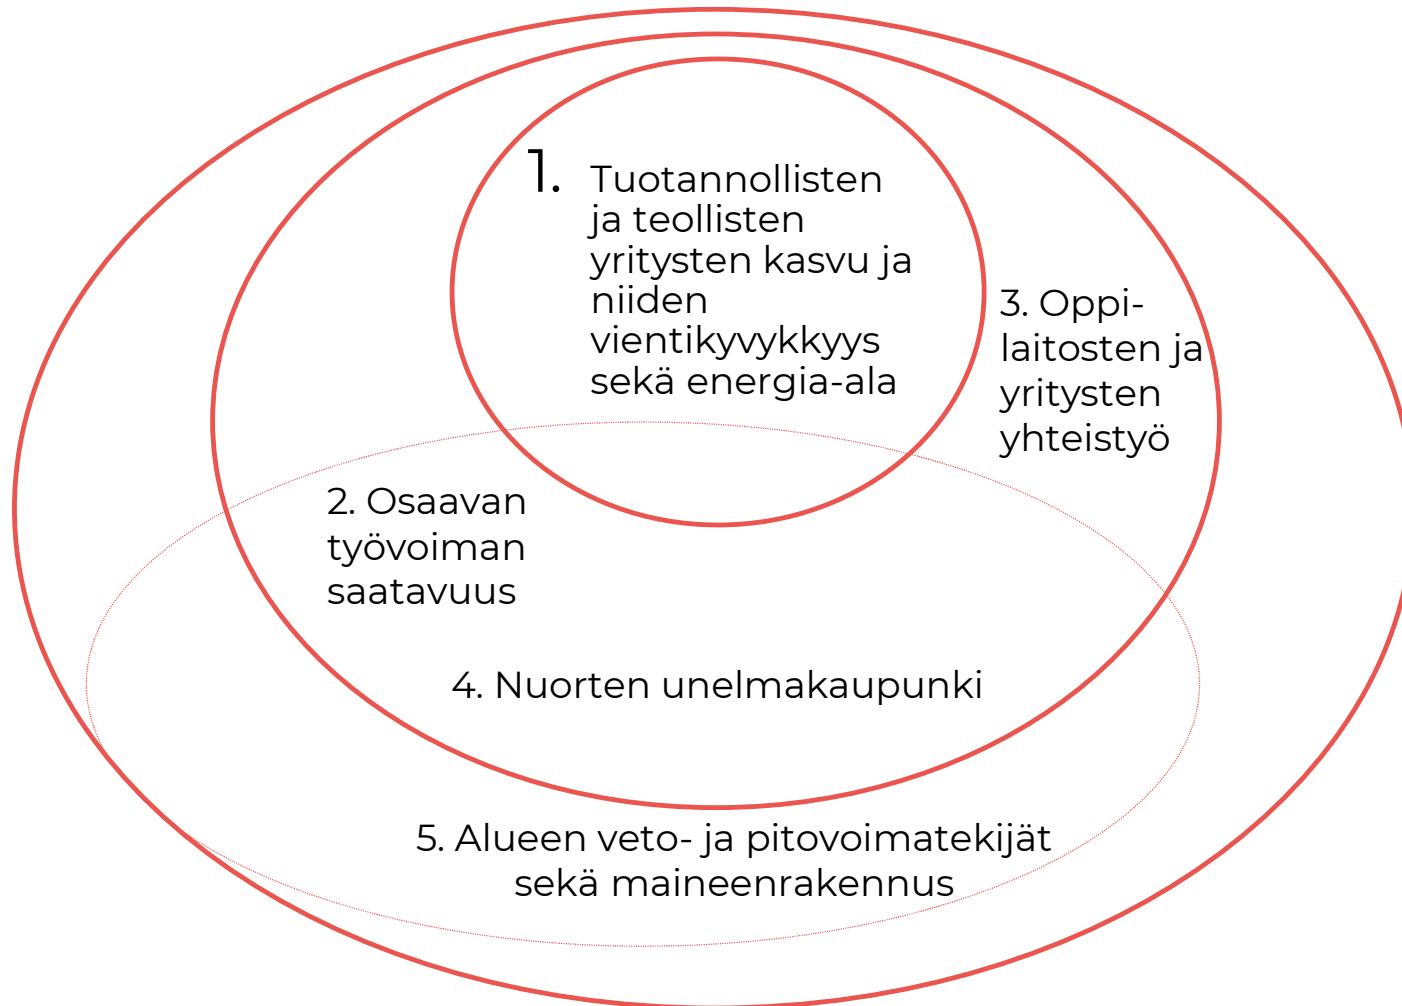 1. Tuotannollisten
ja teollisten
yritysten kasvu ja
niiden
vientikyvykkyys
sekä energia-ala
3. Oppi-
laitosten ja
yritysten
yhteistyö
2. Osaavan
työvoiman
saatavuus
4. Nuorten unelmakaupunki
5. Alueen veto- ja pitovoimatekijät
sekä maineenrakennus